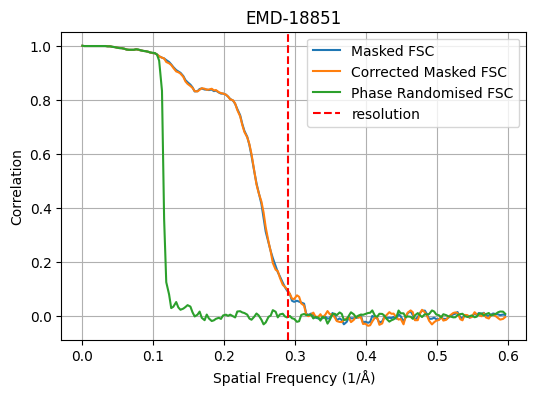 EMD-18851
Masked FSC
Corrected Masked FSC
Phase Randomised FSC
resolution
Correlation
1.0
0.8
0.6
0.4
0.2
0.0
0.0 0.1 0.2 0.3 0.4 0.5 0.6
Spatial Frequency (1/Å)